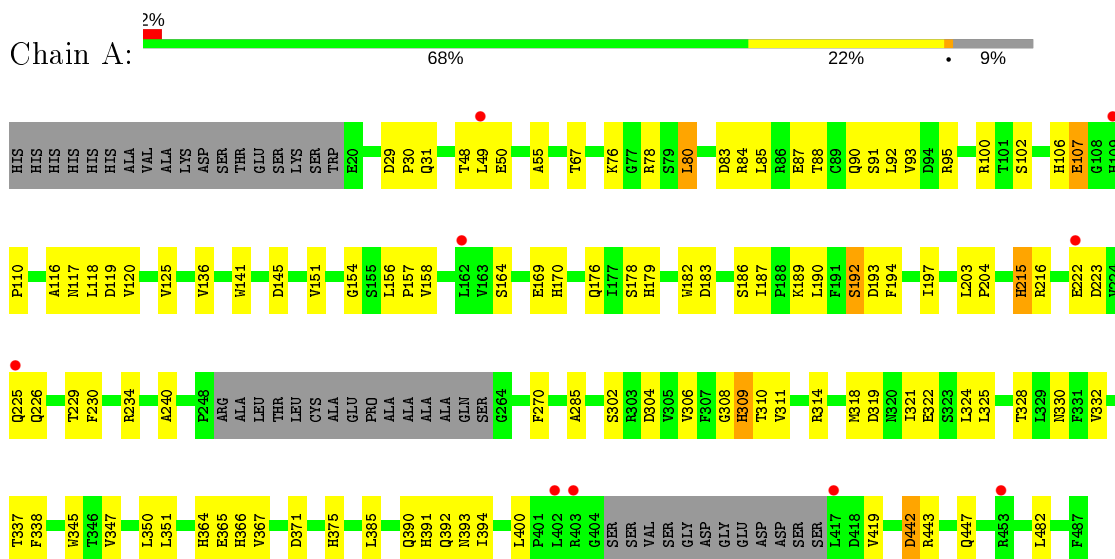 2%
Chain A:
68% 22% • 9%
HIS HIS HIS HIS HIS HIS ALA VAL ALA LYS ASP SER THR GLU SER LYS SER TRP E20 D29 P30 Q31 T48 L49 E50 A55 T67 K76 G77 R78 S79 L80 D83 R84 L85 R86 E87 T88 C89 Q90 S91 L92 V93 D94 R95 R100 T101 S102 H106 E107 G108 H109
P110 A116 N117 L118 D119 V120 V125 V136 W141 D145 V151 G154 S155 L156 P157 V158 L162 V163 S164 E169 H170 Q176 I177 S178 H179 W182 D183 S186 I187 P188 K189 L190 F191 S192 D193 F194 I197 L203 P204 H215 R216 E222 D223 V224
Q225 Q226 T229 F230 R234 A240 P248 ARG ALA LEU THR LEU CYS ALA GLU PRO ALA ALA ALA ALA GLN SER G264 F270 A285 S302 R303 D304 V305 V306 F307 G308 H309 T310 V311 R314 M318 D319 N320 I321 E322 S323 L324 L325 T328 L329 N330 F331 V332
T337 F338 W345 T346 V347 L350 L351 H364 E365 H366 V367 D371 H375 L385 Q390 H391 Q392 N393 I394 L400 P401 L402 R403 G404 SER SER VAL SER GLY ASP GLY GLU ASP ASP SER SER L417 D418 V419 D442 R443 Q447 R453 L482 F487